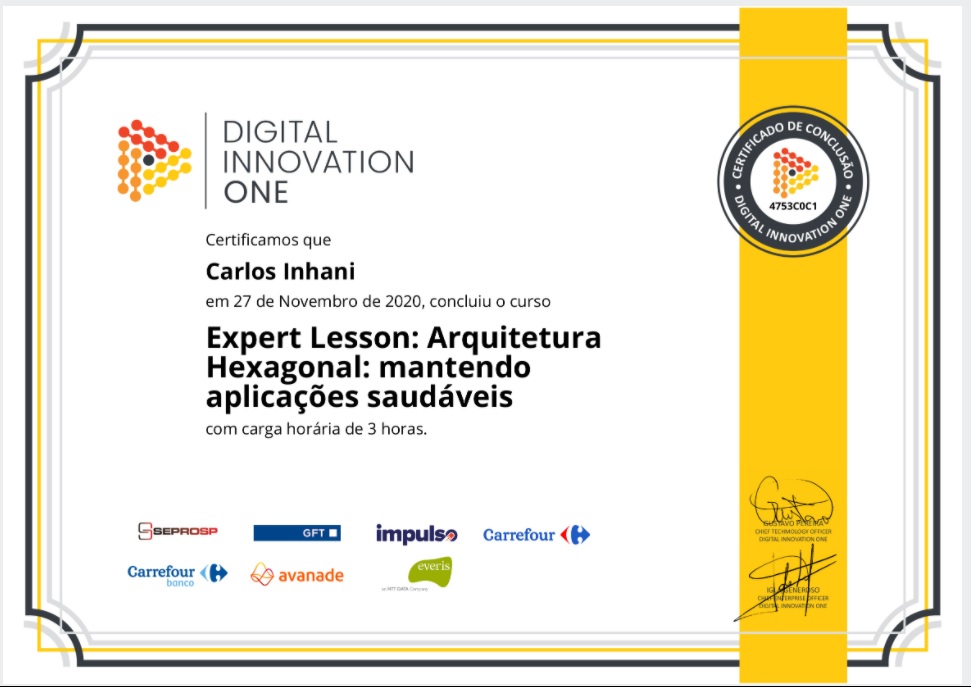 DIGITAL
INNOVATION
ONE
CERTIFICADO DE CONCLUSÃO
4753C0C1
DIGITAL INNOVATION ONE
Certificamos que
Carlos Inhani
em 27 de Novembro de 2020, concluiu o curso
Expert Lesson: Arquitetura
Hexagonal: mantendo
aplicações saudáveis
com carga horária de 3 horas.
SEPROSP
GFT
impulso
Carrefour
Carrefour
banco
avanade
everis
an NTT DATA Company
GUSTAVO PEREIRA
CHIEF TECHNOLOGY OFFICER
DIGITAL INNOVATION ONE
GENEROSO
CHIEF ENTERPRISE OFFICER
DIGITAL INNOVATION ONE